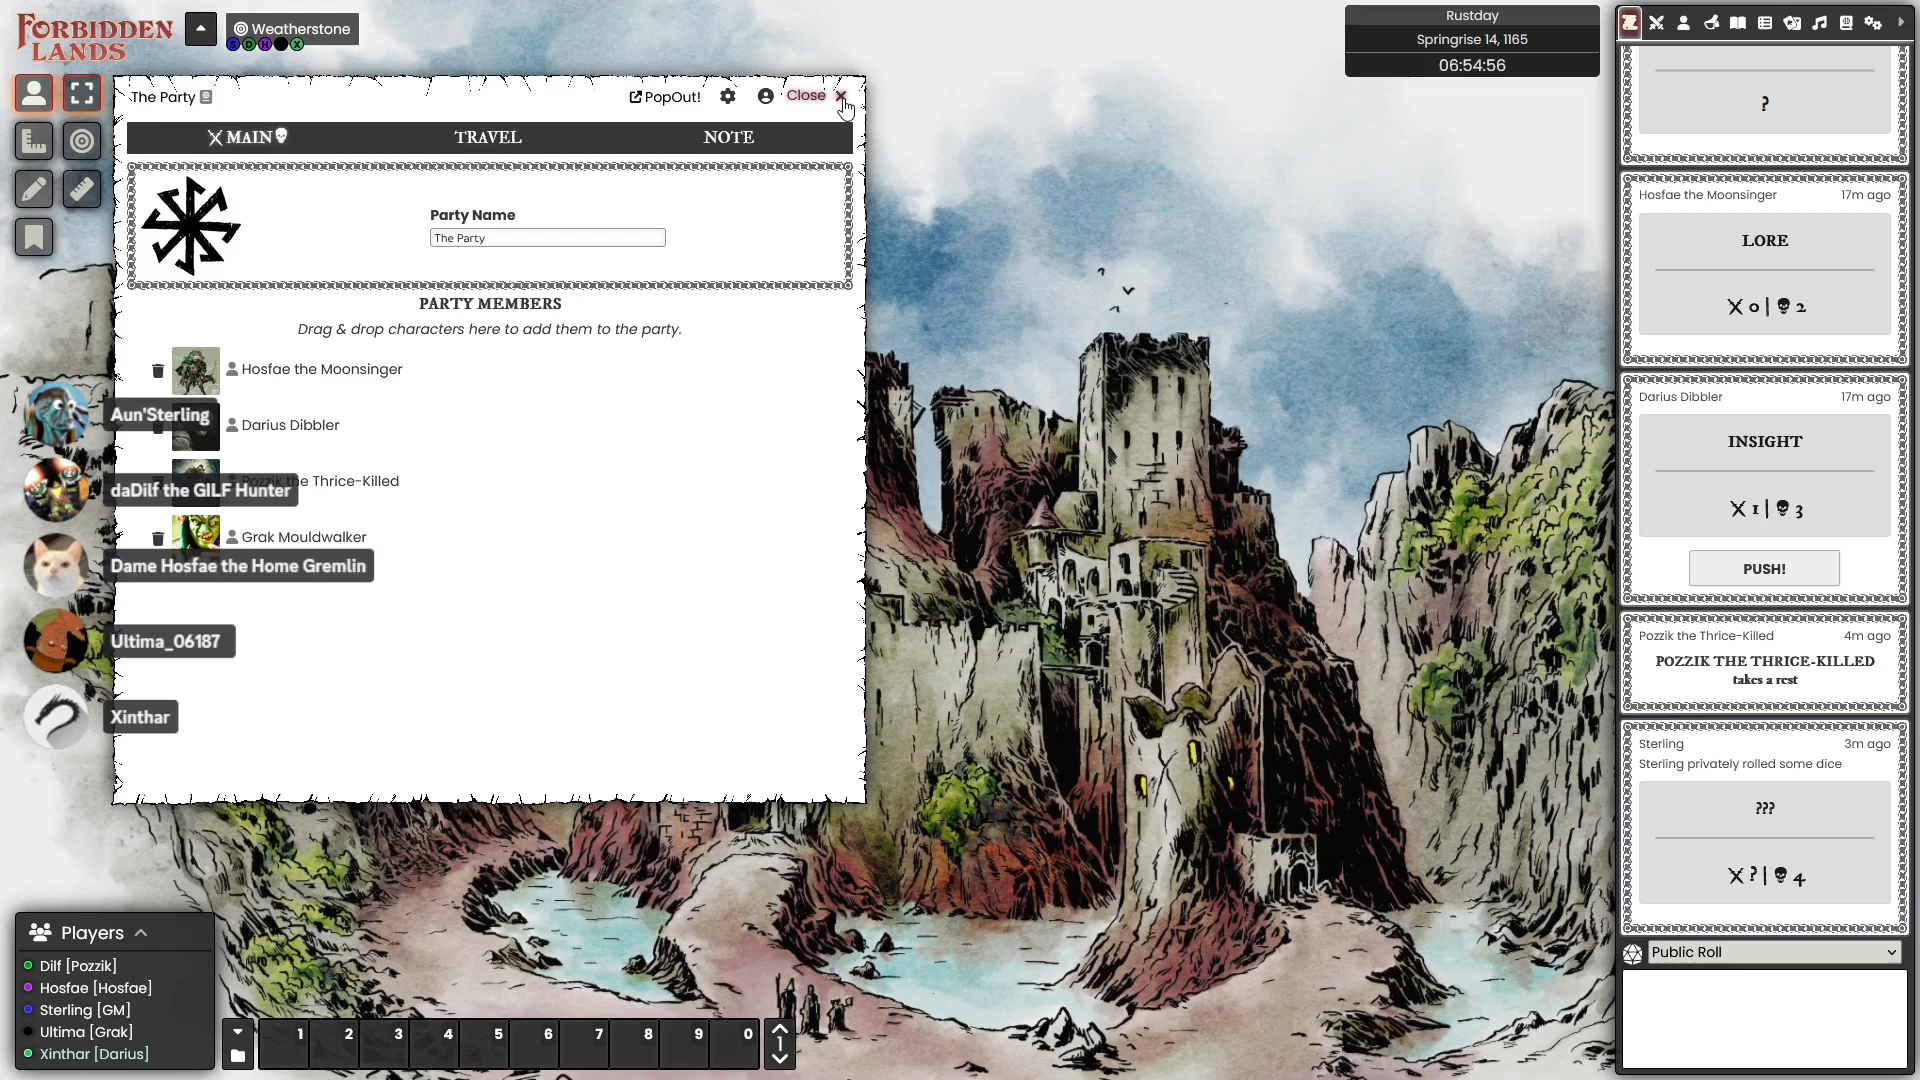 FORBIDDEN
LANDS
Weatherstone
S D H X
Rustday
Springrise 14, 1165
06:54:56
The Party
PopOut!
Close
MAIN
TRAVEL
NOTE
Party Name
The Party
PARTY MEMBERS
Drag & drop characters here to add them to the party.
Hosfae the Moonsinger
Aun'Sterling
Darius Dibbler
Pozzik the Thrice-Killed
daDilf the GILF Hunter
Grak Mouldwalker
Dame Hosfae the Home Gremlin
Ultima_06187
Xinthar
Players
Dilf [Pozzik]
Hosfae [Hosfae]
Sterling [GM]
Ultima [Grak]
Xinthar [Darius]
1 2 3 4 5 6 7 8 9 0
1
?
Hosfae the Moonsinger 17m ago
LORE
0 | 2
Darius Dibbler 17m ago
INSIGHT
1 | 3
PUSH!
Pozzik the Thrice-Killed 4m ago
POZZIK THE THRICE-KILLED
takes a rest
Sterling 3m ago
Sterling privately rolled some dice
???
? | 4
Public Roll